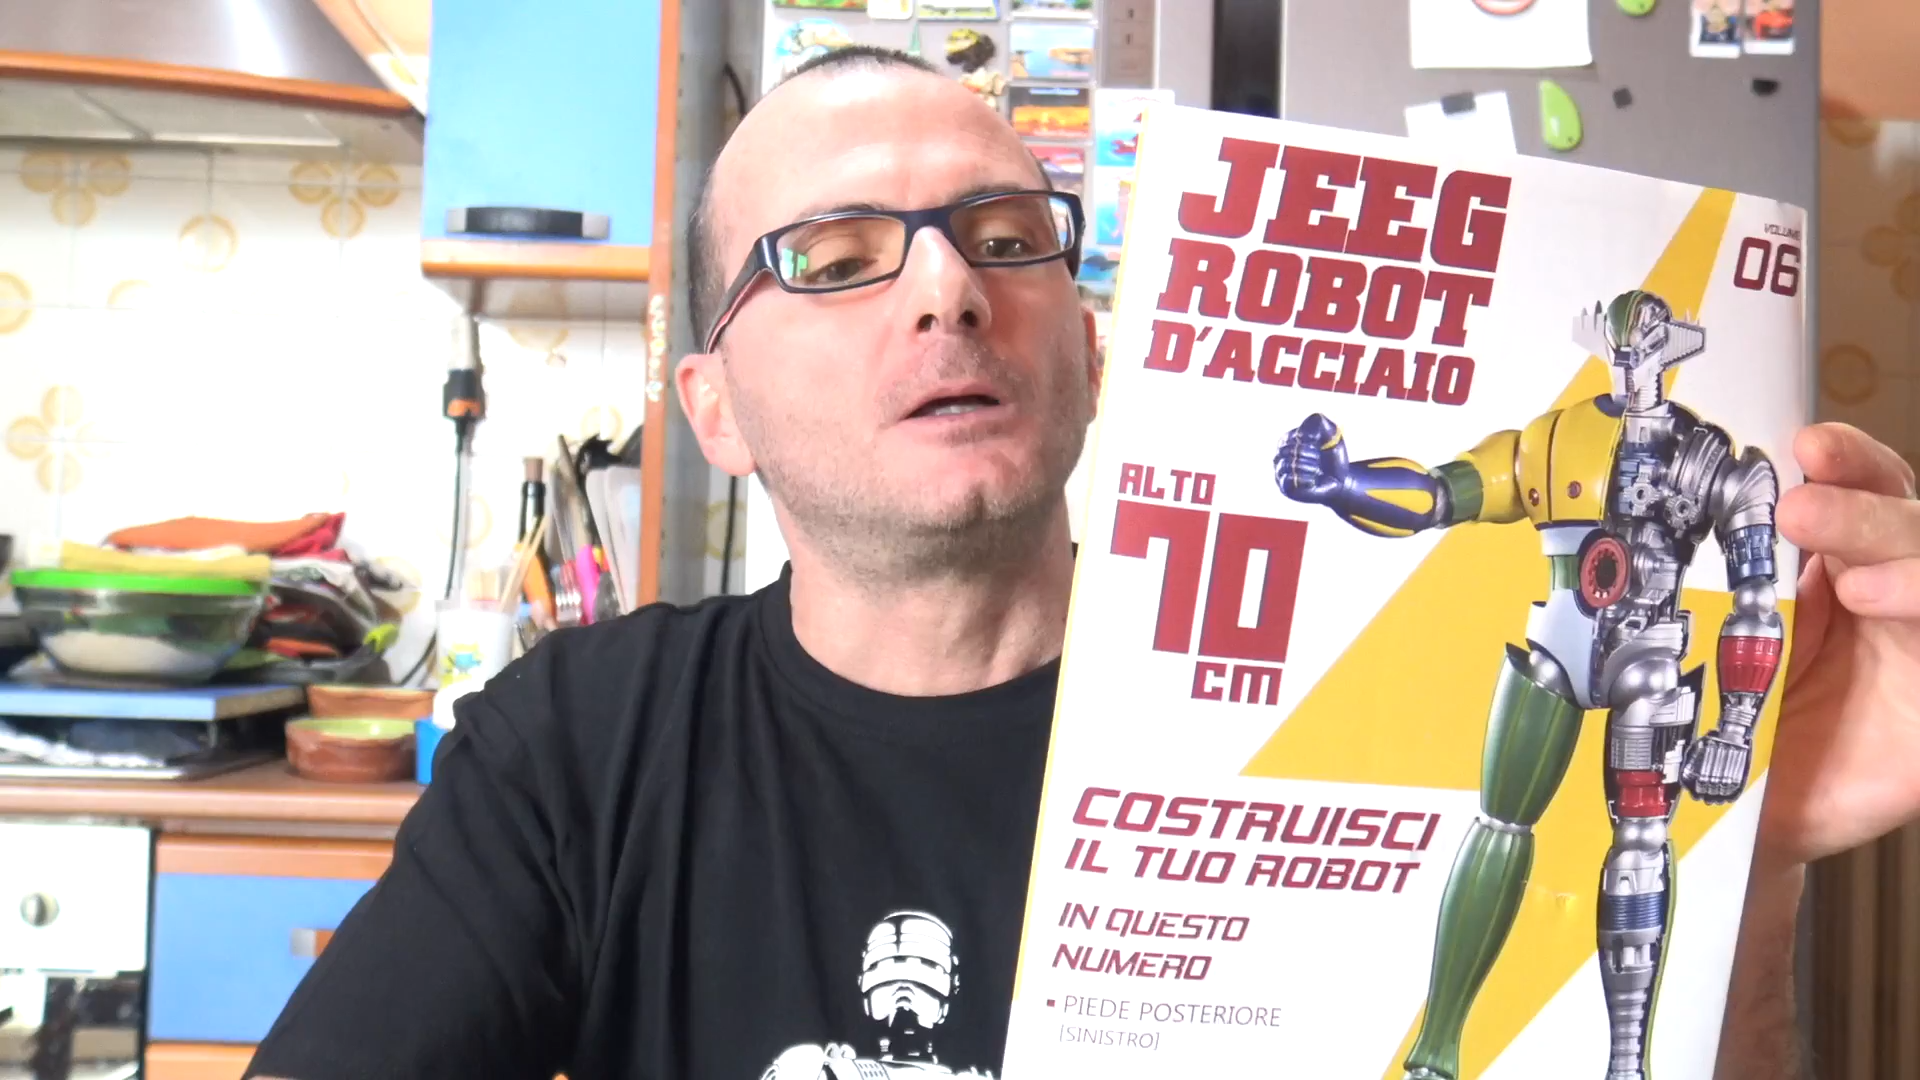 JEEG
ROBOT
D'ACCIAIO
VOLUME
06
ALTO
70
CM
COSTRUISCI
IL TUO ROBOT
IN QUESTO
NUMERO
▪ PIEDE POSTERIORE
[SINISTRO]